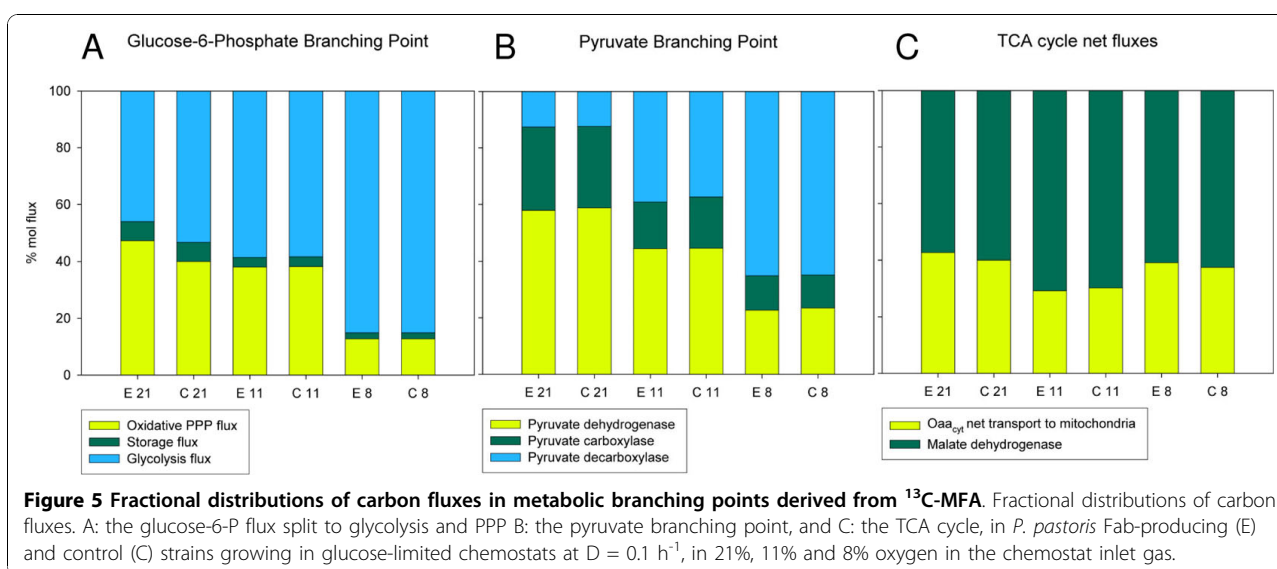 A
Glucose-6-Phosphate Branching Point
% mol flux
100
80
60
40
20
0
E 21 C 21 E 11 C 11 E 8 C 8
Oxidative PPP flux
Storage flux
Glycolysis flux
B
Pyruvate Branching Point
E 21 C 21 E 11 C 11 E 8 C 8
Pyruvate dehydrogenase
Pyruvate carboxylase
Pyruvate decarboxylase
C
TCA cycle net fluxes
E 21 C 21 E 11 C 11 E 8 C 8
Oaacyt net transport to mitochondria
Malate dehydrogenase
Figure 5 Fractional distributions of carbon fluxes in metabolic branching points derived from 13C-MFA. Fractional distributions of carbon
fluxes. A: the glucose-6-P flux split to glycolysis and PPP B: the pyruvate branching point, and C: the TCA cycle, in P. pastoris Fab-producing (E)
and control (C) strains growing in glucose-limited chemostats at D = 0.1 h-1, in 21%, 11% and 8% oxygen in the chemostat inlet gas.